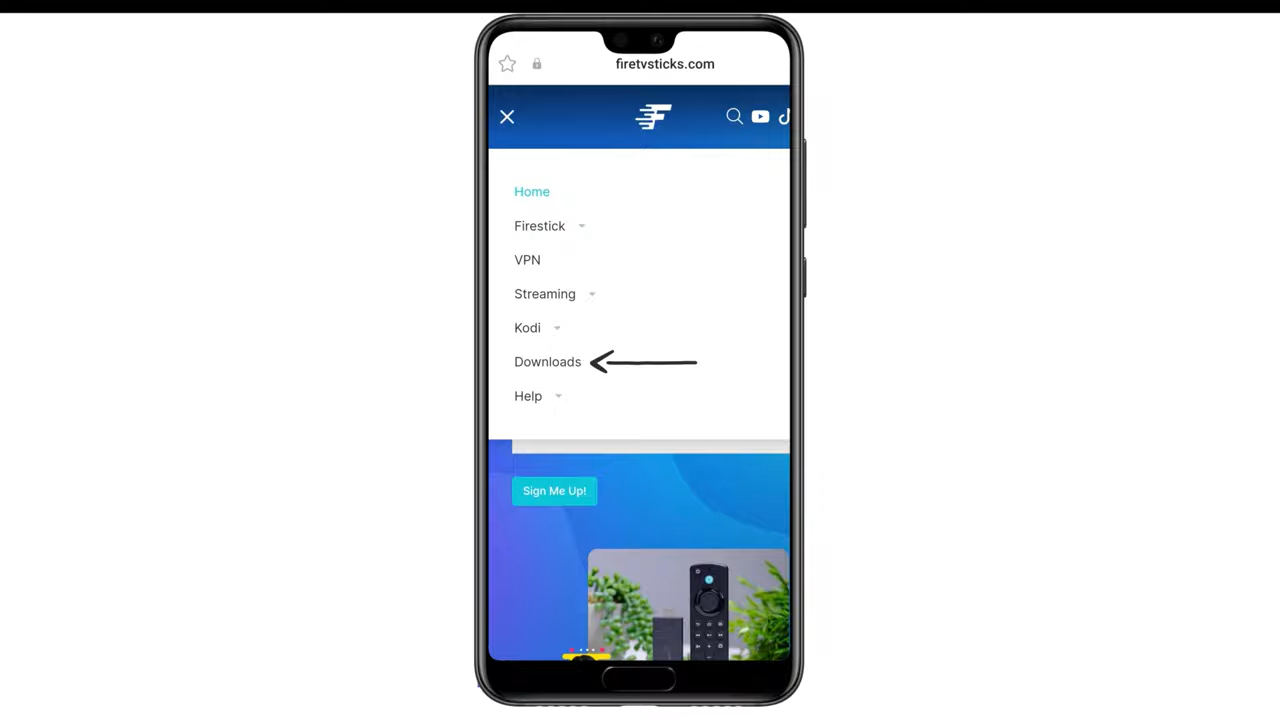 firetvsticks.com
Home
Firestick
VPN
Streaming
Kodi
Downloads
Help
Sign Me Up!